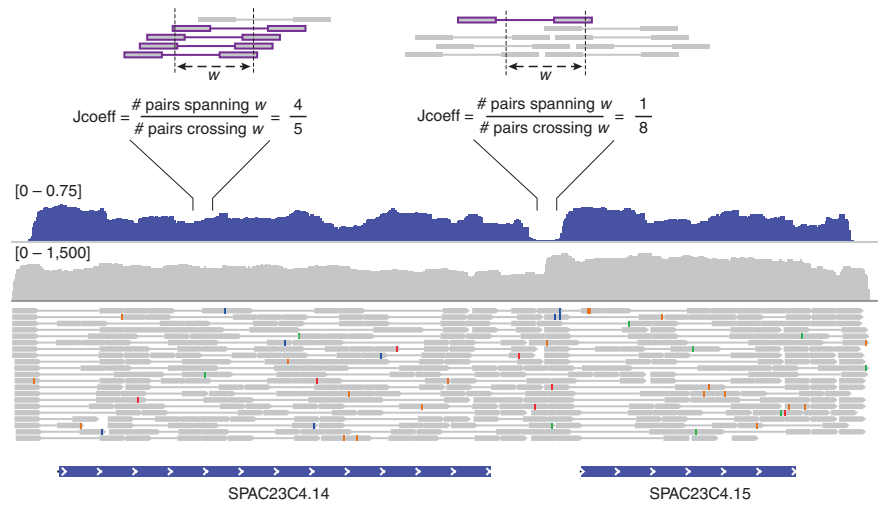 w
w
Jcoeff = # pairs spanning w / # pairs crossing w = 4 / 5
Jcoeff = # pairs spanning w / # pairs crossing w = 1 / 8
[0 – 0.75]
[0 – 1,500]
SPAC23C4.14
SPAC23C4.15